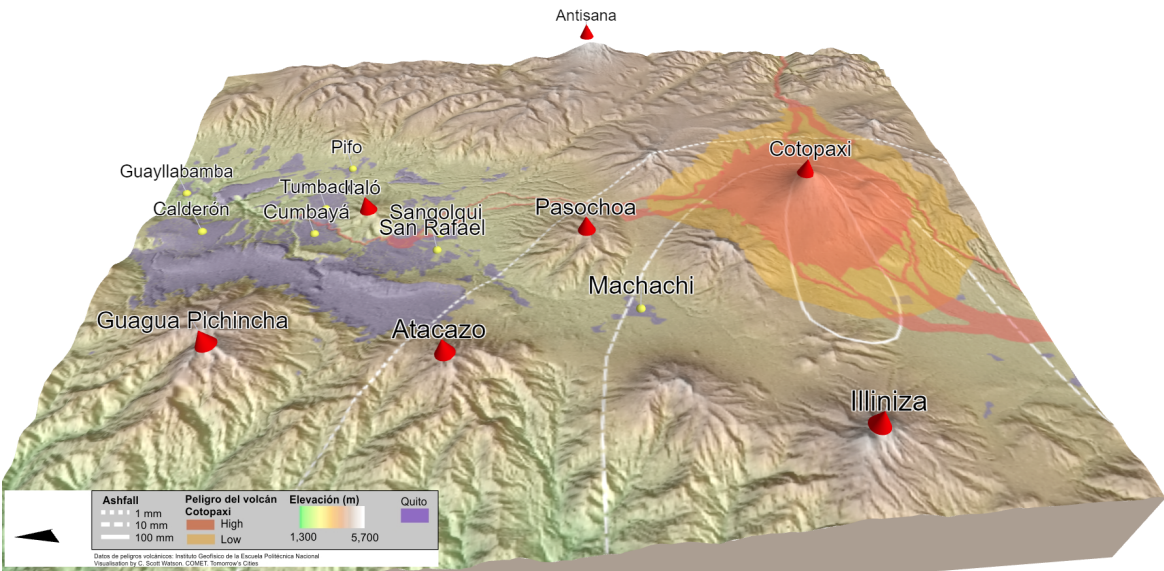 Antisana
Cotopaxi
Pifo
Guayllabamba
Tumbaco
Ilaló
Calderón
Cumbayá
Sangolqui
Pasochoa
San Rafael
Machachi
Guagua Pichincha
Atacazo
Illiniza
Ashfall
1 mm
10 mm
100 mm
Peligro del volcán
Cotopaxi
High
Low
Elevación (m)
1,300 5,700
Quito
Datos de peligros volcánicos: Instituto Geofísico de la Escuela Politécnica Nacional
Visualisation by C. Scott Watson. COMET. Tomorrow's Cities